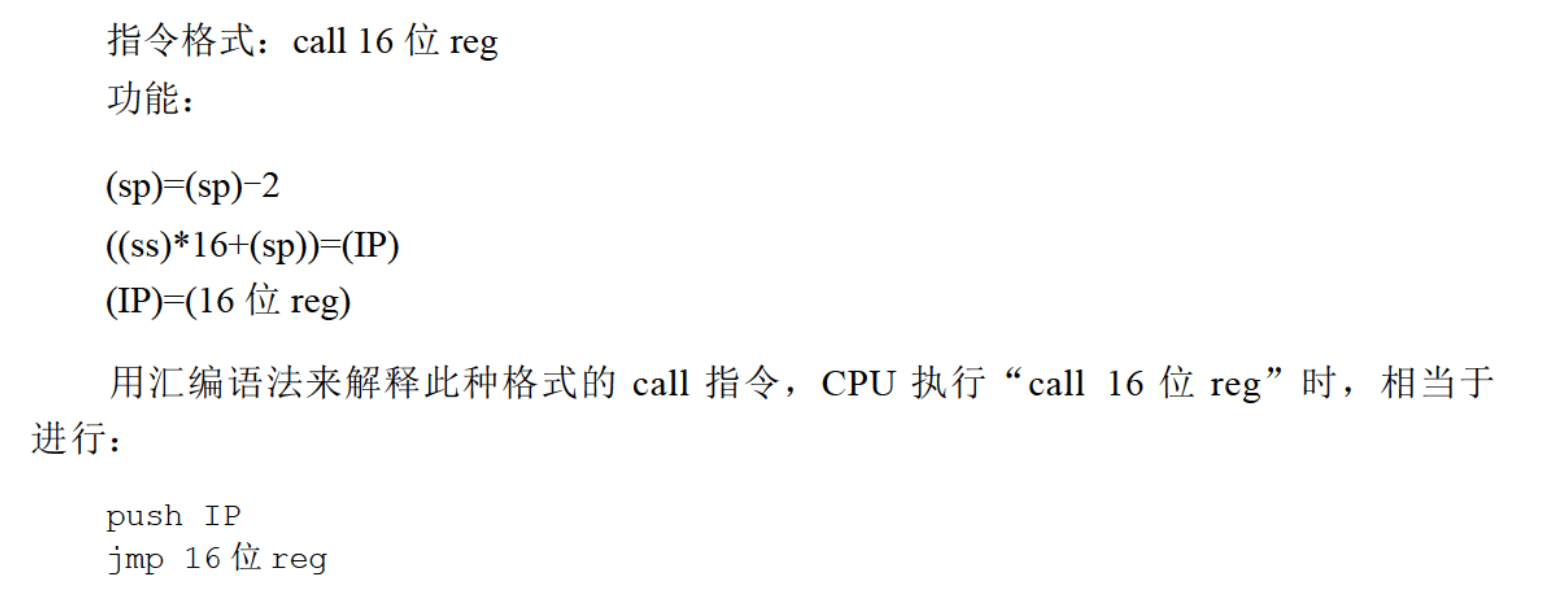 指令格式：call 16 位 reg
功能：
(sp)=(sp)−2
((ss)*16+(sp))=(IP)
(IP)=(16 位 reg)
用汇编语法来解释此种格式的 call 指令，CPU 执行“call 16 位 reg”时，相当于
进行：
push IP
jmp 16 位 reg